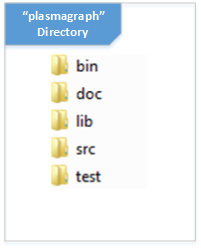 “plasmagraph”
Directory
bin
doc
lib
src
test